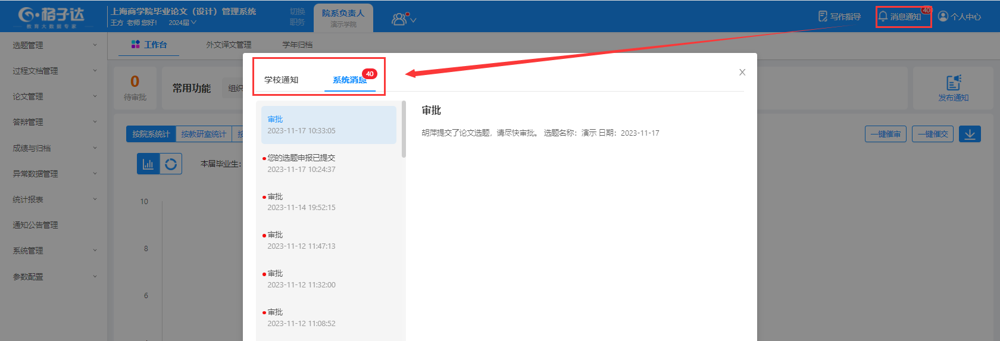 格子达
教育大数据专家
上海商学院毕业论文（设计）管理系统
王方 老师 您好! 2024届
切换
职务
院系负责人
演示学院
写作指导
消息通知
40
个人中心
选题管理
过程文档管理
论文管理
答辩管理
成绩与归档
异常数据管理
统计报表
通知公告管理
系统管理
参数配置
工作台
外文译文管理
学年归档
0
待审批
常用功能
组织
发布通知
按院系统计
按教研室统计
按
一键催审
一键催交
本届毕业生:
10
8
6
学校通知
系统消息
40
审批
2023-11-17 10:33:05
您的选题申报已提交
2023-11-17 10:24:37
审批
2023-11-14 19:52:15
审批
2023-11-12 11:47:13
审批
2023-11-12 11:32:00
审批
2023-11-12 11:08:52
审批
胡萍提交了论文选题，请尽快审批。 选题名称：演示 日期：2023-11-17